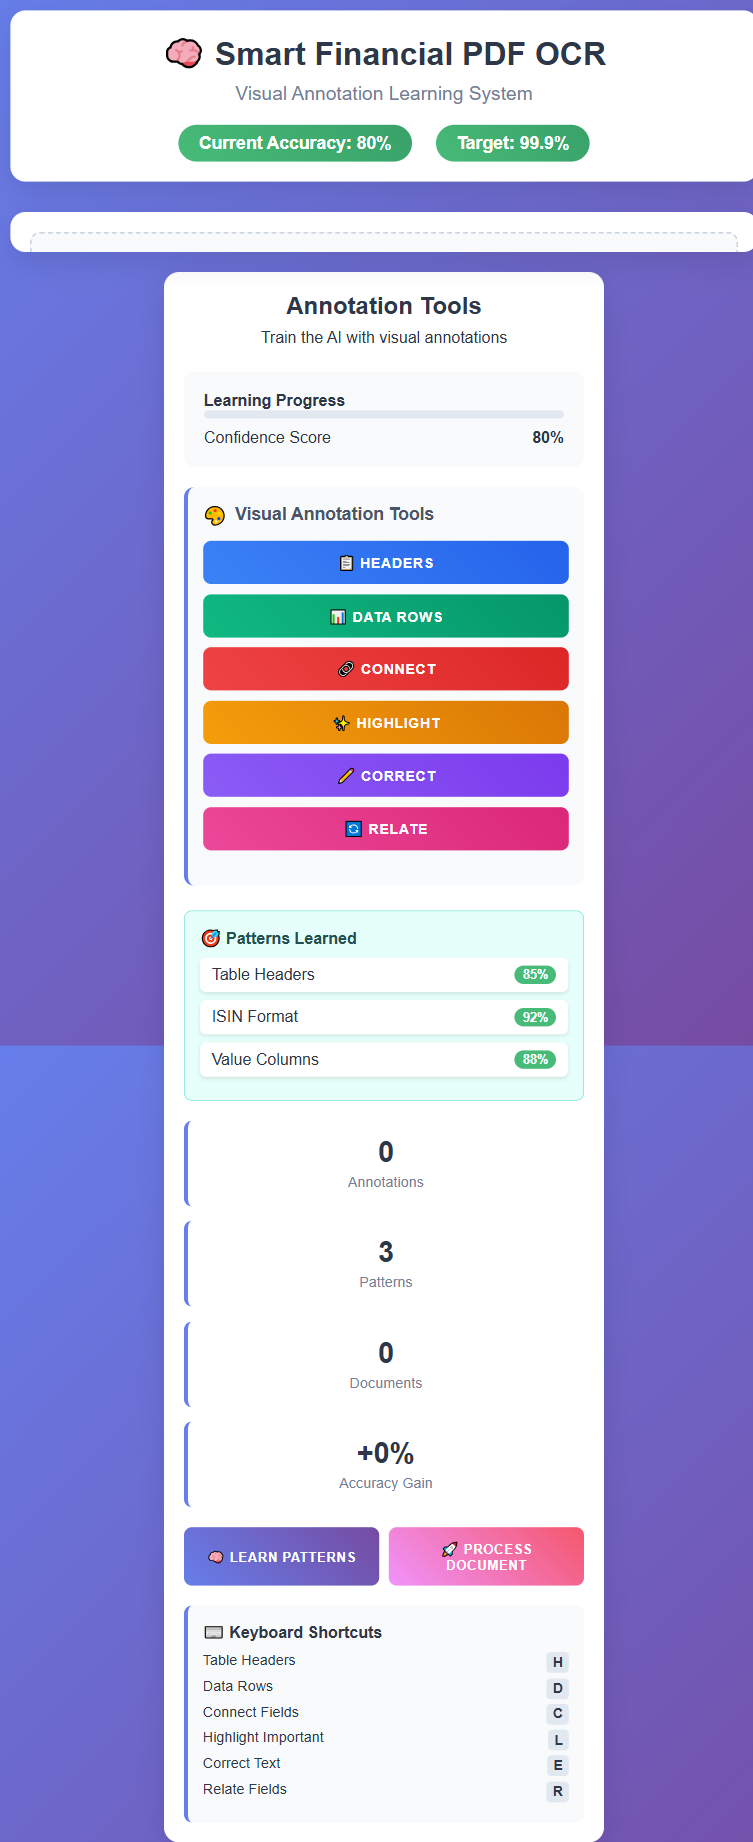 🧠 Smart Financial PDF OCR
Visual Annotation Learning System
Current Accuracy: 80%
Target: 99.9%
Annotation Tools
Train the AI with visual annotations
Learning Progress
Confidence Score 80%
🎨 Visual Annotation Tools
📋 HEADERS
📊 DATA ROWS
🔗 CONNECT
✨ HIGHLIGHT
✏️ CORRECT
🔄 RELATE
🎯 Patterns Learned
Table Headers 85%
ISIN Format 92%
Value Columns 88%
0
Annotations
3
Patterns
0
Documents
+0%
Accuracy Gain
🧠 LEARN PATTERNS
🚀 PROCESS
DOCUMENT
⌨️ Keyboard Shortcuts
Table Headers H
Data Rows D
Connect Fields C
Highlight Important L
Correct Text E
Relate Fields R